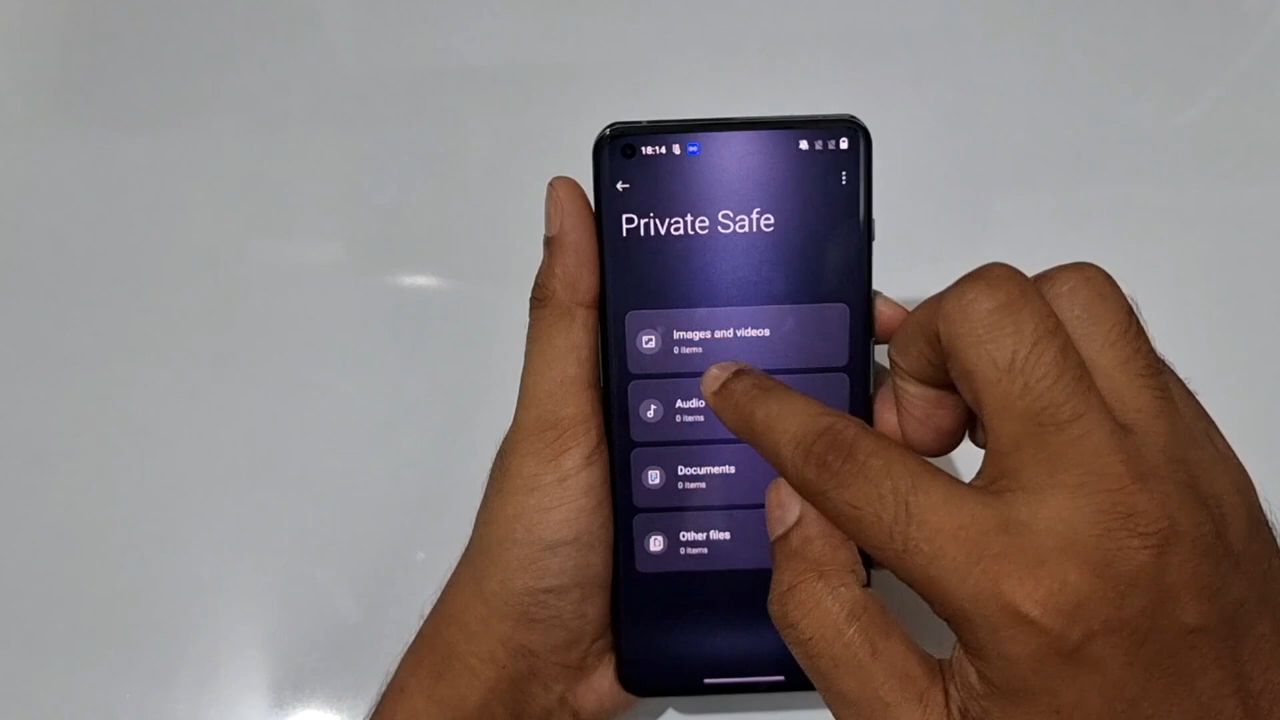 18:14
Private Safe
Images and videos
0 items
Audio
0 items
Documents
0 items
Other files
0 items